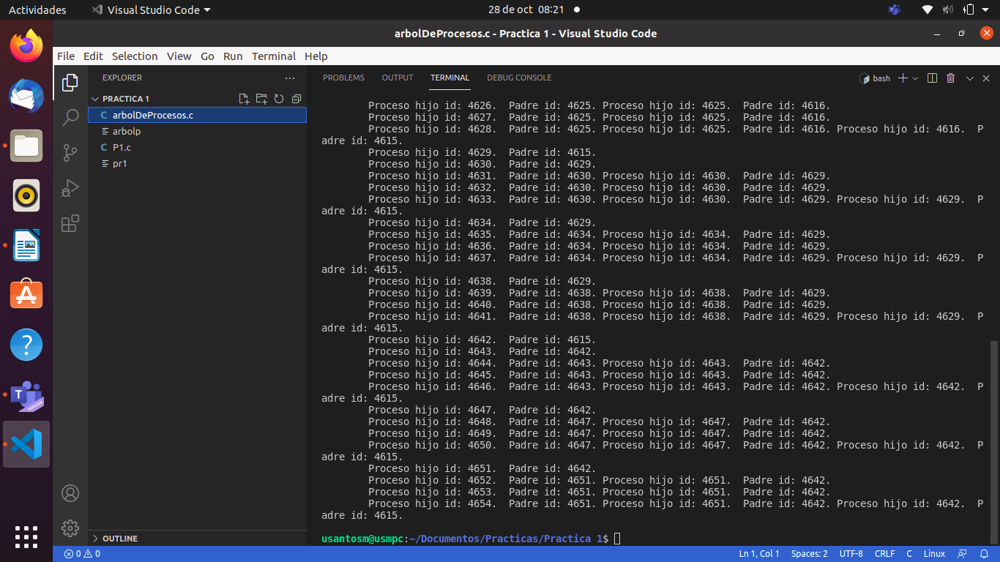 Actividades Visual Studio Code 28 de oct 08:21
arbolDeProcesos.c - Practica 1 - Visual Studio Code
File Edit Selection View Go Run Terminal Help
EXPLORER
PRACTICA 1
C arbolDeProcesos.c
arbolp
C P1.c
pr1
OUTLINE
PROBLEMS OUTPUT TERMINAL DEBUG CONSOLE bash
Proceso hijo id: 4626. Padre id: 4625. Proceso hijo id: 4625. Padre id: 4616.
Proceso hijo id: 4627. Padre id: 4625. Proceso hijo id: 4625. Padre id: 4616.
Proceso hijo id: 4628. Padre id: 4625. Proceso hijo id: 4625. Padre id: 4616. Proceso hijo id: 4616. P
adre id: 4615.
Proceso hijo id: 4629. Padre id: 4615.
Proceso hijo id: 4630. Padre id: 4629.
Proceso hijo id: 4631. Padre id: 4630. Proceso hijo id: 4630. Padre id: 4629.
Proceso hijo id: 4632. Padre id: 4630. Proceso hijo id: 4630. Padre id: 4629.
Proceso hijo id: 4633. Padre id: 4630. Proceso hijo id: 4630. Padre id: 4629. Proceso hijo id: 4629. P
adre id: 4615.
Proceso hijo id: 4634. Padre id: 4629.
Proceso hijo id: 4635. Padre id: 4634. Proceso hijo id: 4634. Padre id: 4629.
Proceso hijo id: 4636. Padre id: 4634. Proceso hijo id: 4634. Padre id: 4629.
Proceso hijo id: 4637. Padre id: 4634. Proceso hijo id: 4634. Padre id: 4629. Proceso hijo id: 4629. P
adre id: 4615.
Proceso hijo id: 4638. Padre id: 4629.
Proceso hijo id: 4639. Padre id: 4638. Proceso hijo id: 4638. Padre id: 4629.
Proceso hijo id: 4640. Padre id: 4638. Proceso hijo id: 4638. Padre id: 4629.
Proceso hijo id: 4641. Padre id: 4638. Proceso hijo id: 4638. Padre id: 4629. Proceso hijo id: 4629. P
adre id: 4615.
Proceso hijo id: 4642. Padre id: 4615.
Proceso hijo id: 4643. Padre id: 4642.
Proceso hijo id: 4644. Padre id: 4643. Proceso hijo id: 4643. Padre id: 4642.
Proceso hijo id: 4645. Padre id: 4643. Proceso hijo id: 4643. Padre id: 4642.
Proceso hijo id: 4646. Padre id: 4643. Proceso hijo id: 4643. Padre id: 4642. Proceso hijo id: 4642. P
adre id: 4615.
Proceso hijo id: 4647. Padre id: 4642.
Proceso hijo id: 4648. Padre id: 4647. Proceso hijo id: 4647. Padre id: 4642.
Proceso hijo id: 4649. Padre id: 4647. Proceso hijo id: 4647. Padre id: 4642.
Proceso hijo id: 4650. Padre id: 4647. Proceso hijo id: 4647. Padre id: 4642. Proceso hijo id: 4642. P
adre id: 4615.
Proceso hijo id: 4651. Padre id: 4642.
Proceso hijo id: 4652. Padre id: 4651. Proceso hijo id: 4651. Padre id: 4642.
Proceso hijo id: 4653. Padre id: 4651. Proceso hijo id: 4651. Padre id: 4642.
Proceso hijo id: 4654. Padre id: 4651. Proceso hijo id: 4651. Padre id: 4642. Proceso hijo id: 4642. P
adre id: 4615.
usantosm@usmpc:~/Documentos/Practicas/Practica 1$
0 0 Ln 1, Col 1 Spaces: 2 UTF-8 CRLF C Linux